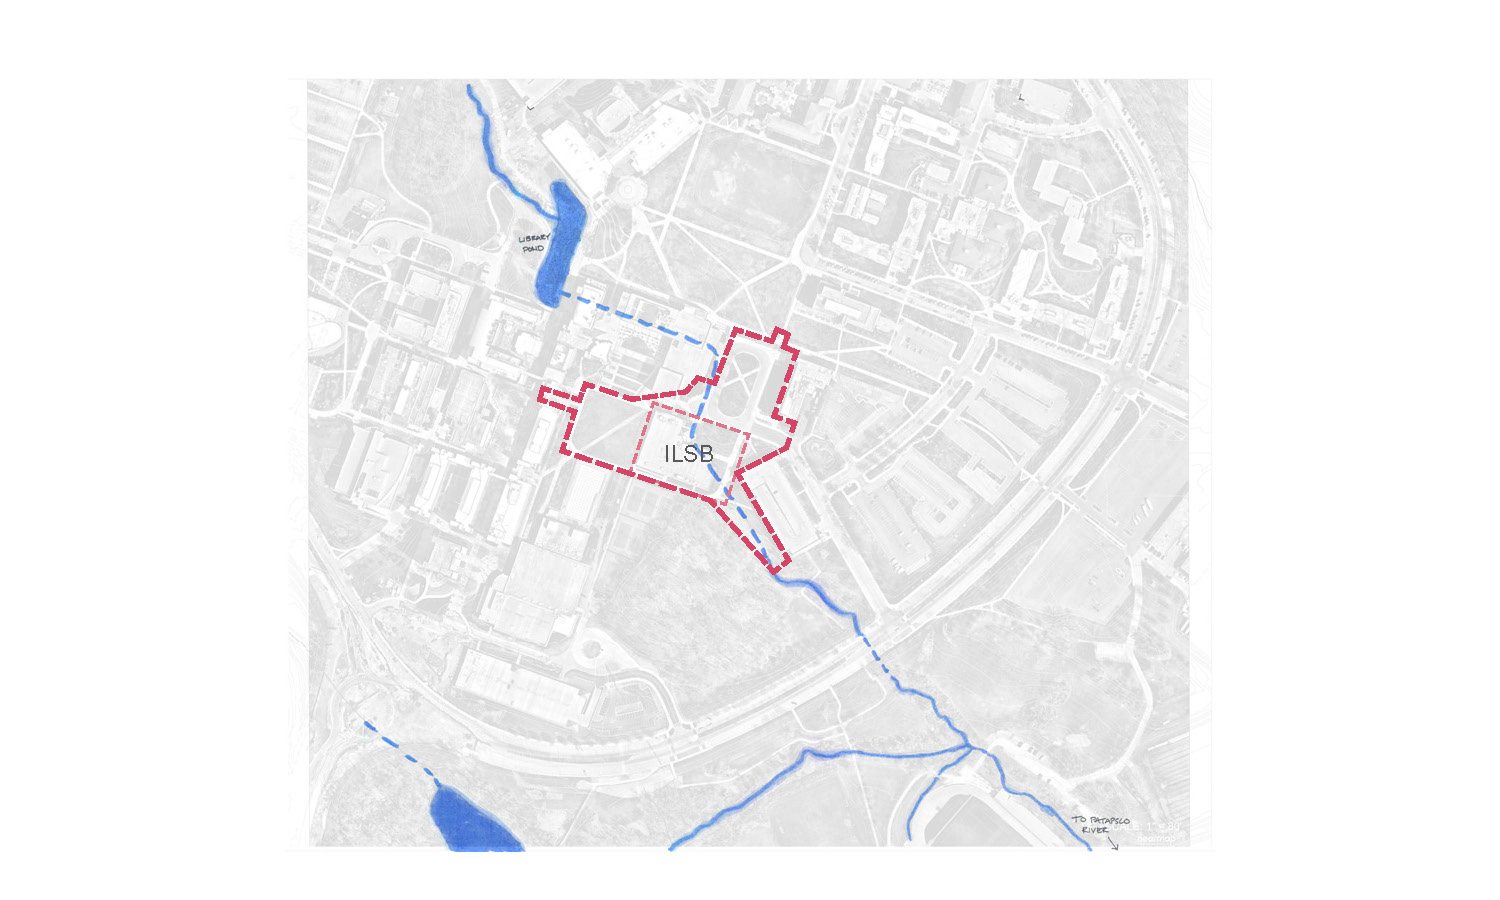 LIBRARY
POND
ILSB
TO PATAPSCO
RIVER